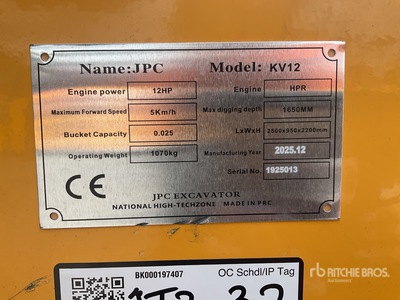 Name:JPC Model: KV12
Engine power 12HP Engine HPR
Maximum Forward Speed 5Km/h Max digging depth 1650MM
Bucket Capacity 0.025 LxWxH 2500x950x2200mm
Operating Weight 1070kg Manufacturing Year 2025.12
Serial No. 1925013
CE
JPC EXCAVATOR
NATIONAL HIGH-TECHZONE MADE IN PRC
BK000197407 OC Schdl/IP Tag
rb RITCHIE BROS.
Auctioneers